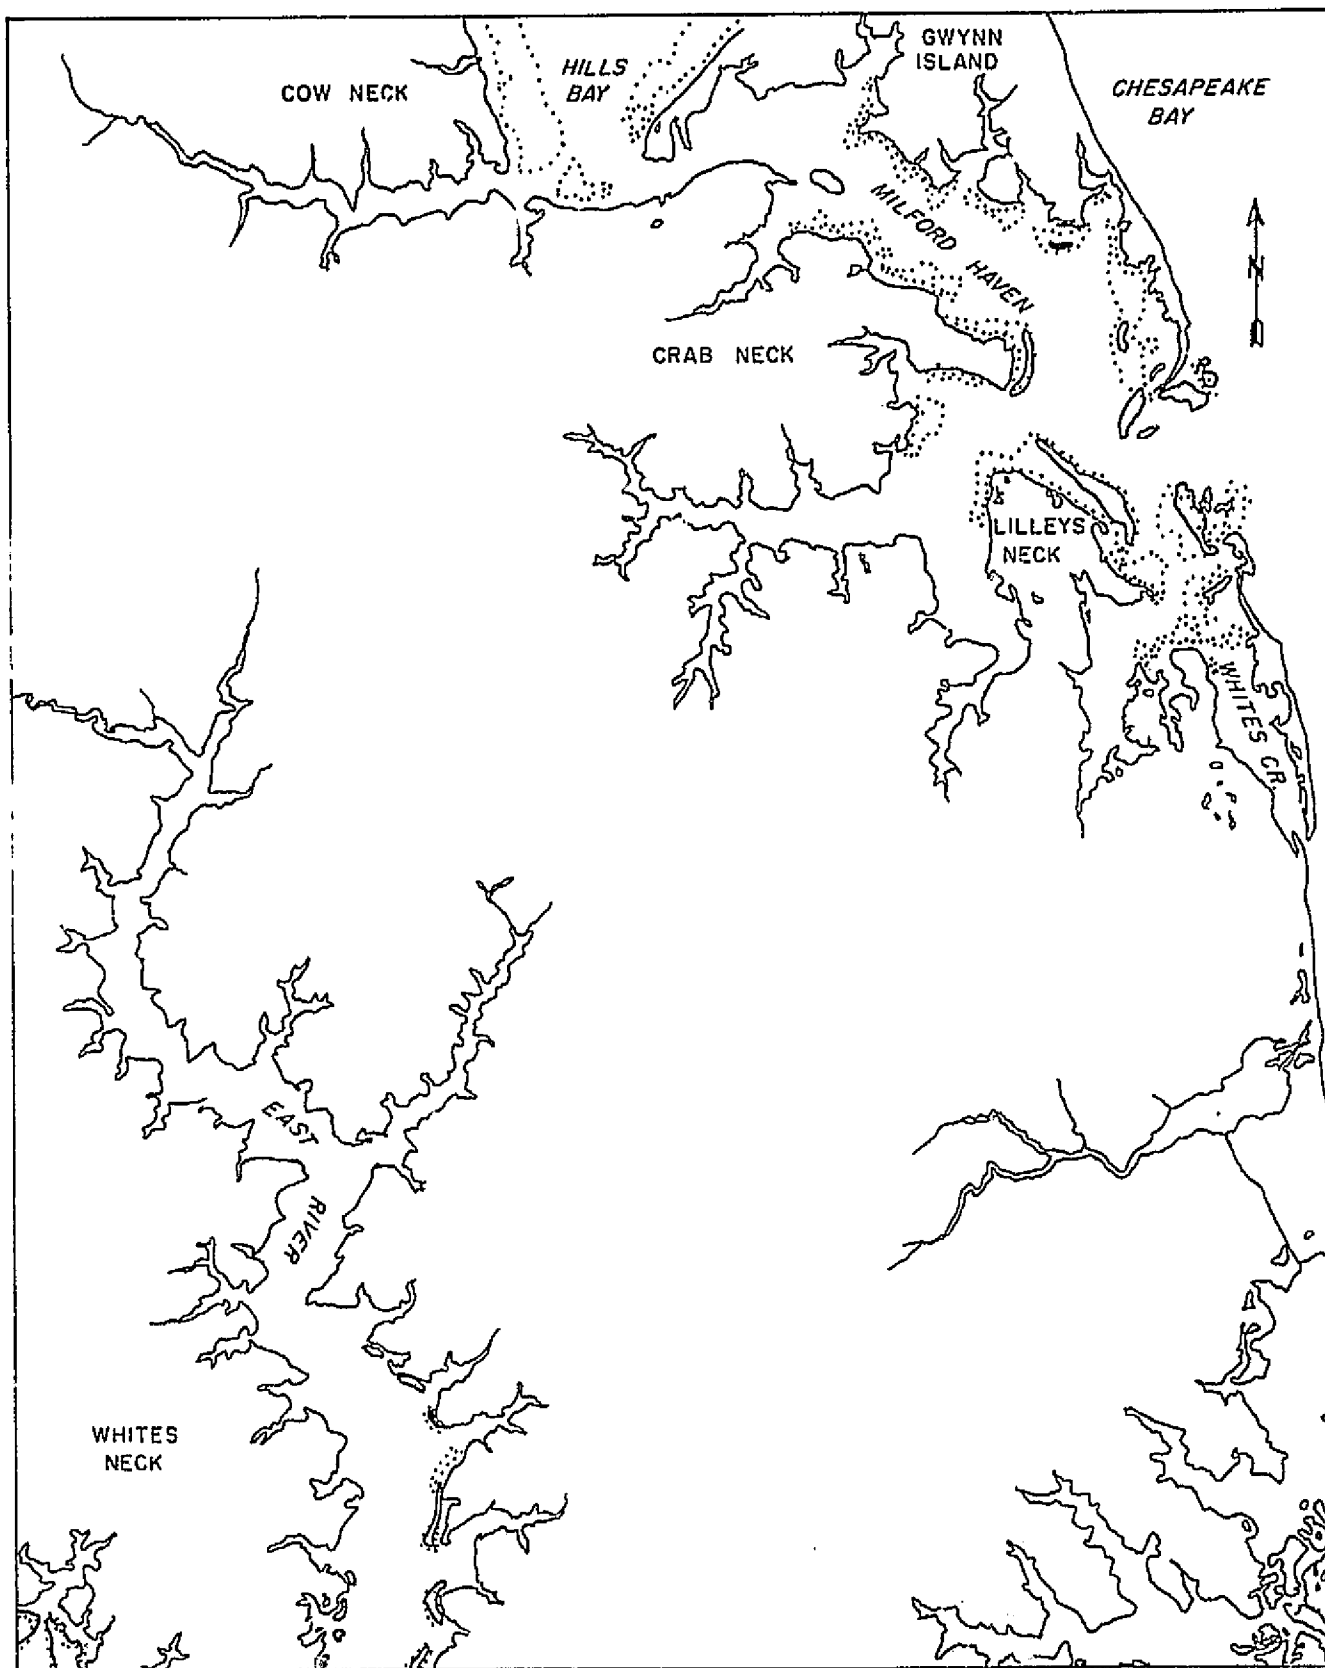 GWYNN
ISLAND
HILLS
BAY
COW NECK
CHESAPEAKE
BAY
MILFORD
HAVEN
N
CRAB NECK
LILLEYS
NECK
WHITES CR.
EAST
RIVER
WHITES
NECK